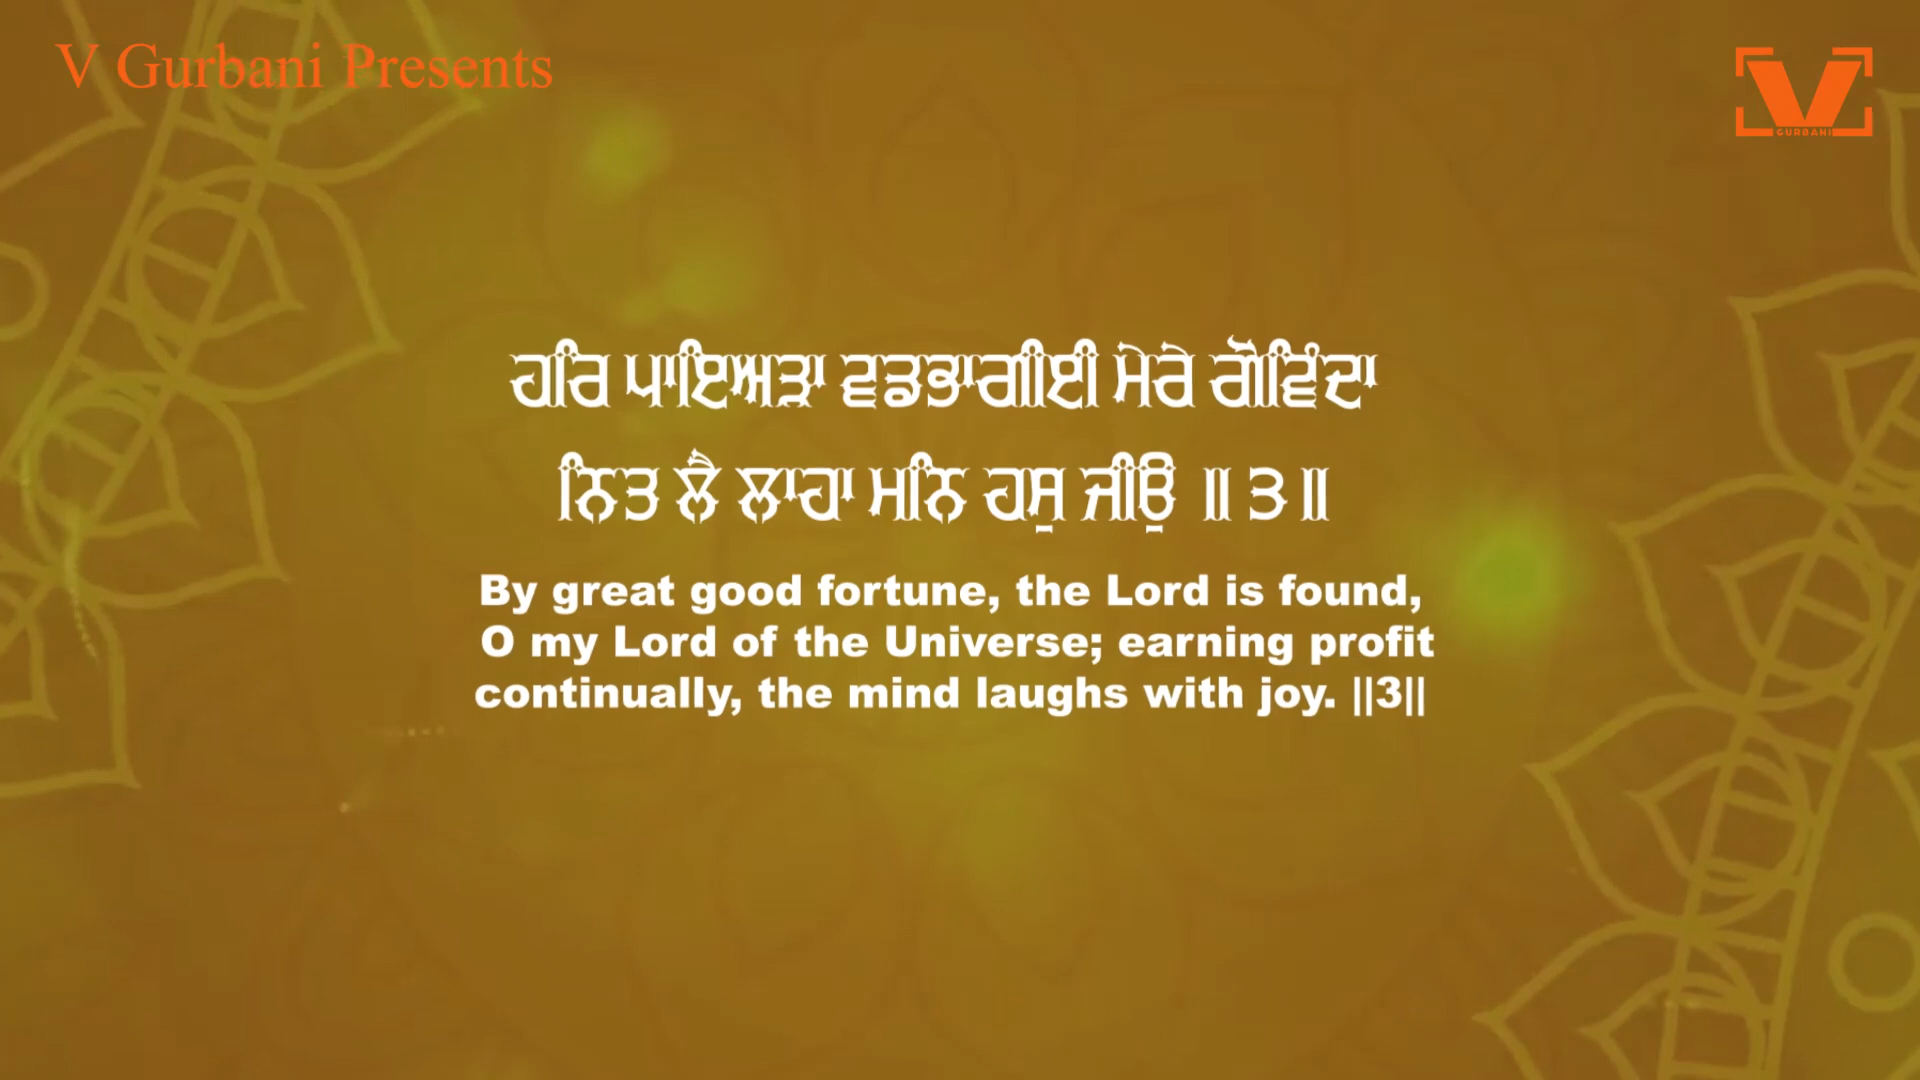 V Gurbani Presents
V
GURBANI
ਹਰਿ ਪਾਇਅੜਾ ਵਡਭਾਗੀਈ ਮੇਰੇ ਗੋਵਿੰਦਾ
ਨਿਤ ਲੈ ਲਾਹਾ ਮਨਿ ਹਸੁ ਜੀਉ ॥੩॥
By great good fortune, the Lord is found,
O my Lord of the Universe; earning profit
continually, the mind laughs with joy. ||3||